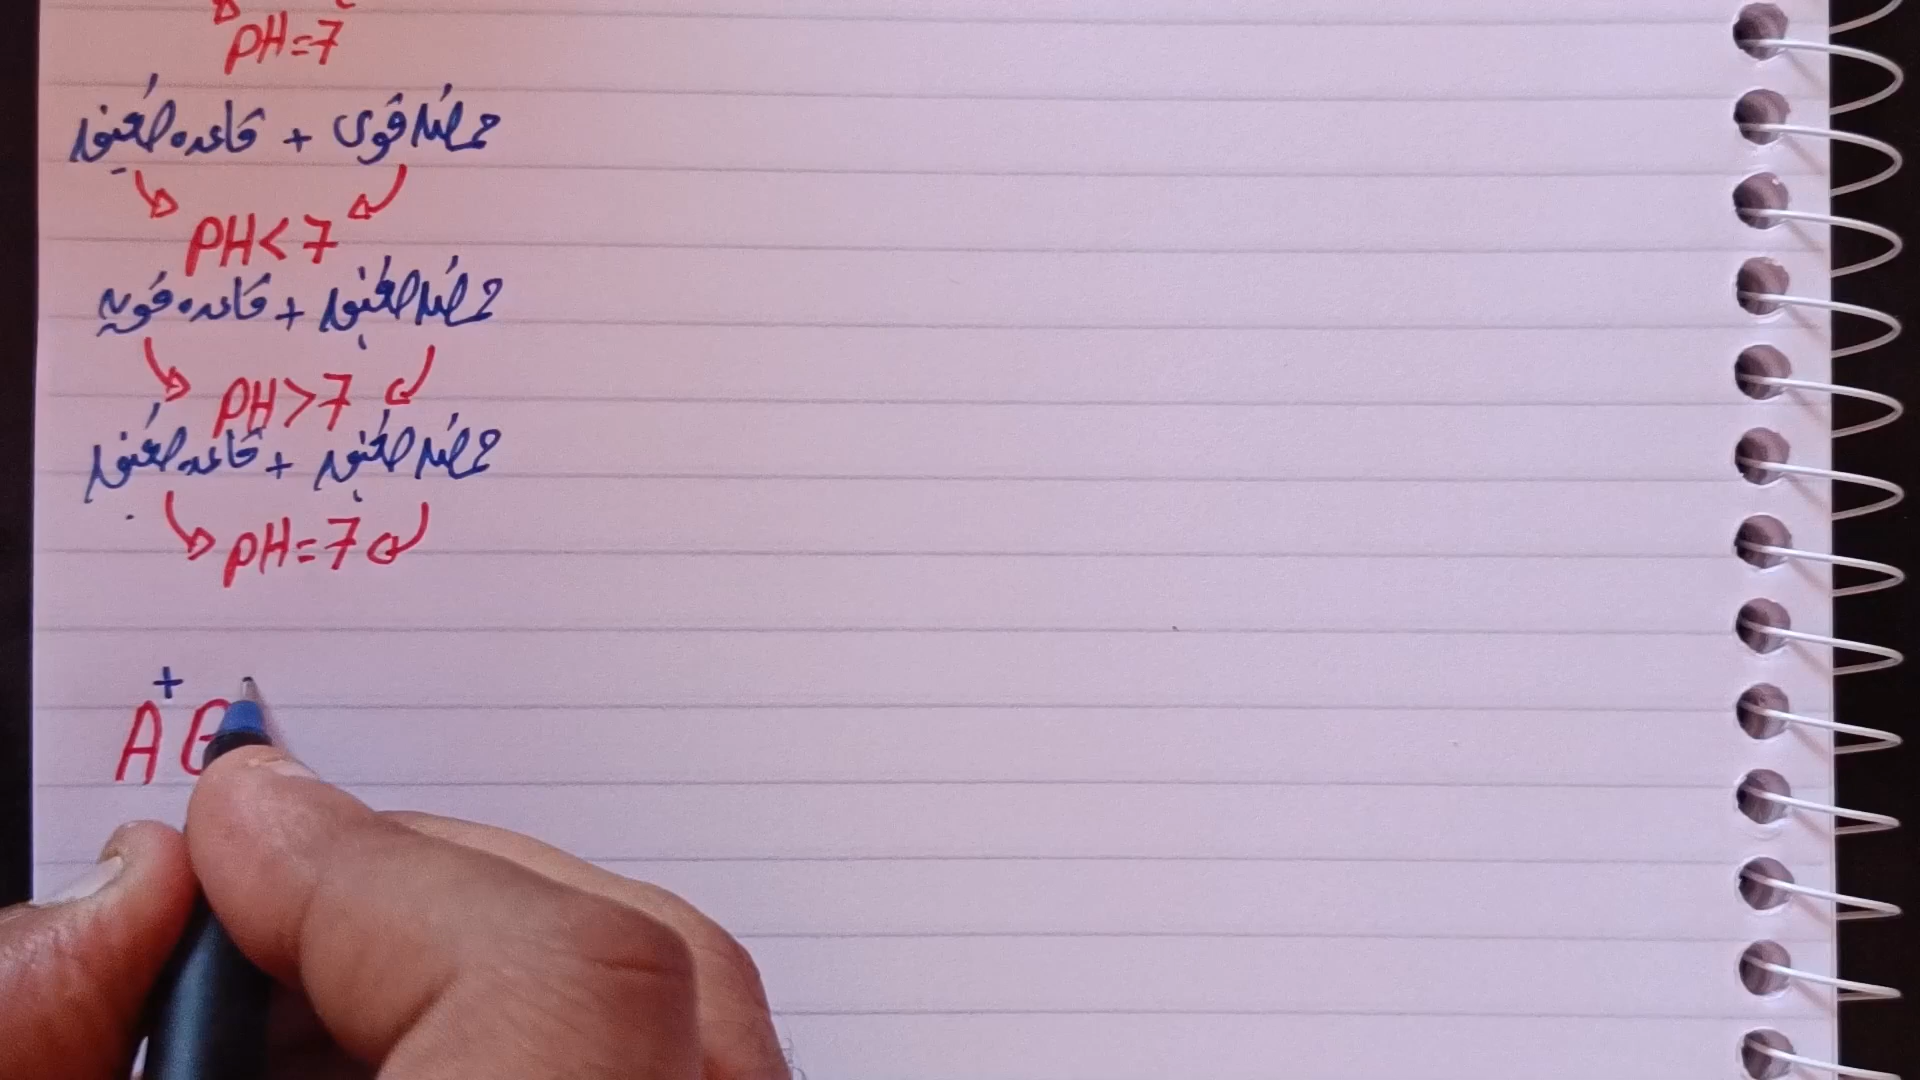 PH=7
حمض قوى + قاعدة ضعيفة
PH<7
حمض ضعيف + قاعدة قوية
PH>7
حمض ضعيف + قاعدة ضعيفة
PH=7
A+